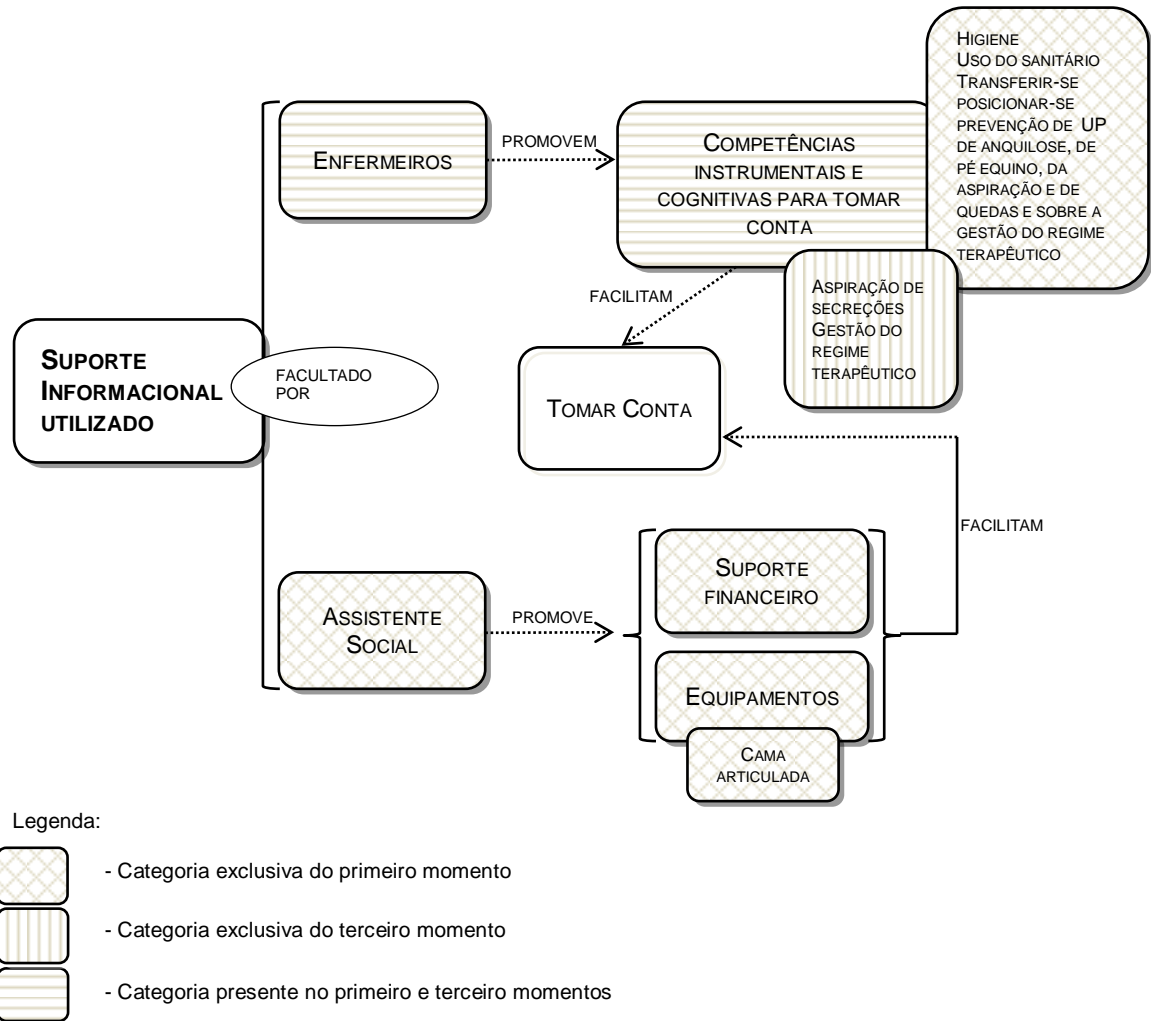 HIGIENE
USO DO SANITÁRIO
TRANSFERIR-SE
POSICIONAR-SE
PREVENÇÃO DE UP
DE ANQUILOSE, DE
PÉ EQUINO, DA
ASPIRAÇÃO E DE
QUEDAS E SOBRE A
GESTÃO DO REGIME
TERAPÊUTICO
ENFERMEIROS
PROMOVEM
COMPETÊNCIAS
INSTRUMENTAIS E
COGNITIVAS PARA TOMAR
CONTA
ASPIRAÇÃO DE
SECREÇÕES
GESTÃO DO
REGIME
TERAPÊUTICO
FACILITAM
SUPORTE
INFORMACIONAL
UTILIZADO
FACULTADO
POR
TOMAR CONTA
FACILITAM
ASSISTENTE
SOCIAL
PROMOVE
SUPORTE
FINANCEIRO
EQUIPAMENTOS
CAMA
ARTICULADA
Legenda:
- Categoria exclusiva do primeiro momento
- Categoria exclusiva do terceiro momento
- Categoria presente no primeiro e terceiro momentos